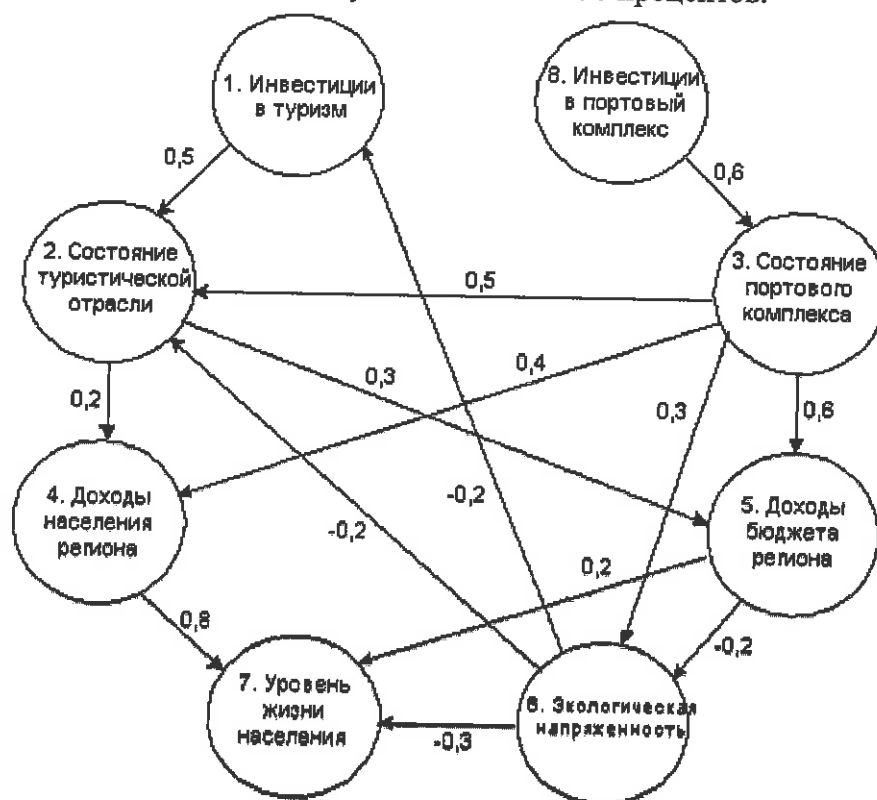 процентов.
1. Инвестиции
в туризм
8. Инвестиции
в портовый
комплекс
0,5
0,6
2. Состояние
туристической
отрасли
3. Состояние
портового
комплекса
0,5
0,2
0,3
0,4
0,3
0,6
4. Доходы
населения
региона
-0,2
-0,2
5. Доходы
бюджета
региона
0,8
0,2
-0,2
7. Уровень
жизни
населения
-0,3
6. Экологическая
напряженность